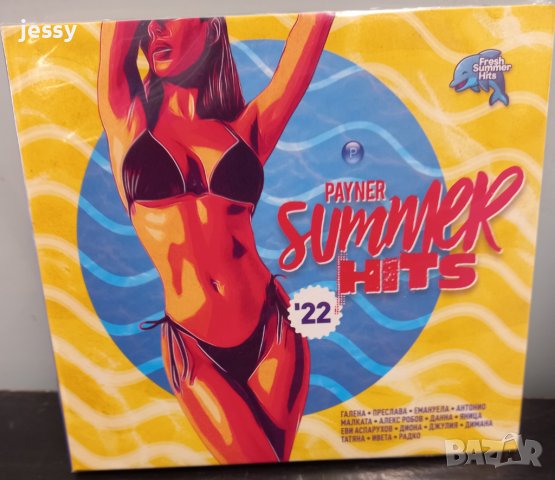 jessy
Fresh
Summer
Hits
P
PAYNER
SUMMER
HITS
'22
ГАЛЕНА • ПРЕСЛАВА • ЕМАНУЕЛА • АНТОНИО
МАЛКАТА • АЛЕКС РОБОВ • ДАННА • ЯНИЦА
ЕВИ АСПАРУХОВ • ДИОНА • ДЖУЛИЯ • ДИМАНА
ТАТЯНА • ИВЕТА • РАДКО
BAZAR